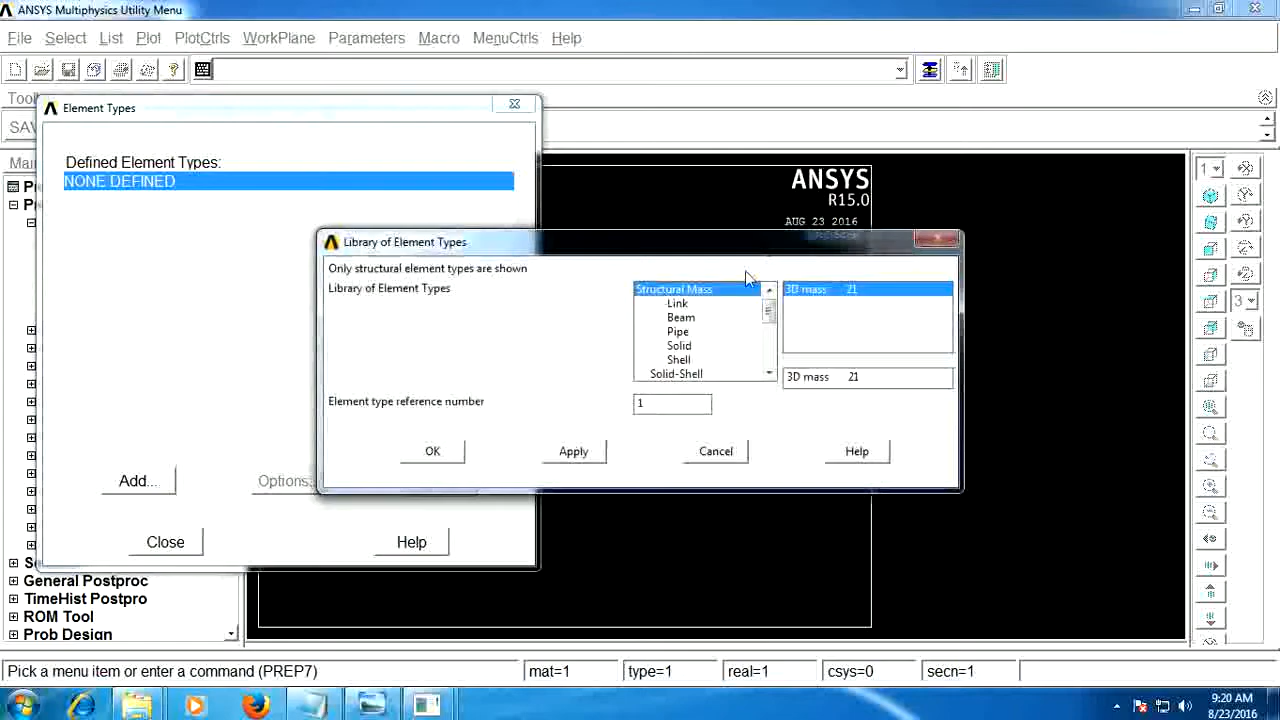 ANSYS Multiphysics Utility Menu
File Select List Plot PlotCtrls WorkPlane Parameters Macro MenuCtrls Help
Element Types
Defined Element Types:
NONE DEFINED
ANSYS
R15.0
AUG 23 2016
Library of Element Types
Only structural element types are shown
Library of Element Types
Structural Mass
Link
Beam
Pipe
Solid
Shell
Solid-Shell
3D mass 21
3D mass 21
Element type reference number
1
OK Apply Cancel Help
Add... Options...
Close Help
1
3
General Postproc
TimeHist Postpro
ROM Tool
Prob Design
Pick a menu item or enter a command (PREP7)
mat=1 type=1 real=1 csys=0 secn=1
9:20 AM
8/23/2016